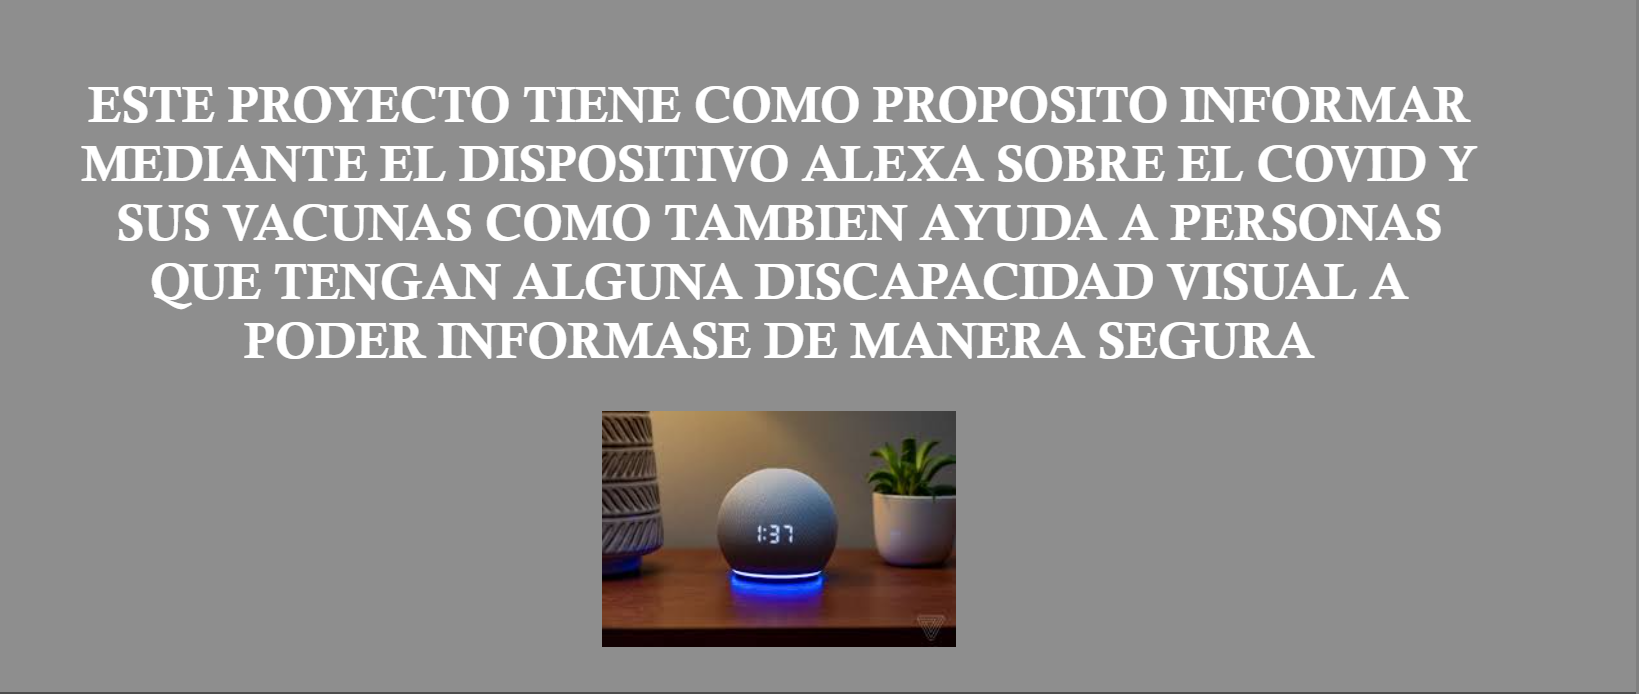 ESTE PROYECTO TIENE COMO PROPOSITO INFORMAR
MEDIANTE EL DISPOSITIVO ALEXA SOBRE EL COVID Y
SUS VACUNAS COMO TAMBIEN AYUDA A PERSONAS
QUE TENGAN ALGUNA DISCAPACIDAD VISUAL A
PODER INFORMASE DE MANERA SEGURA
1:37